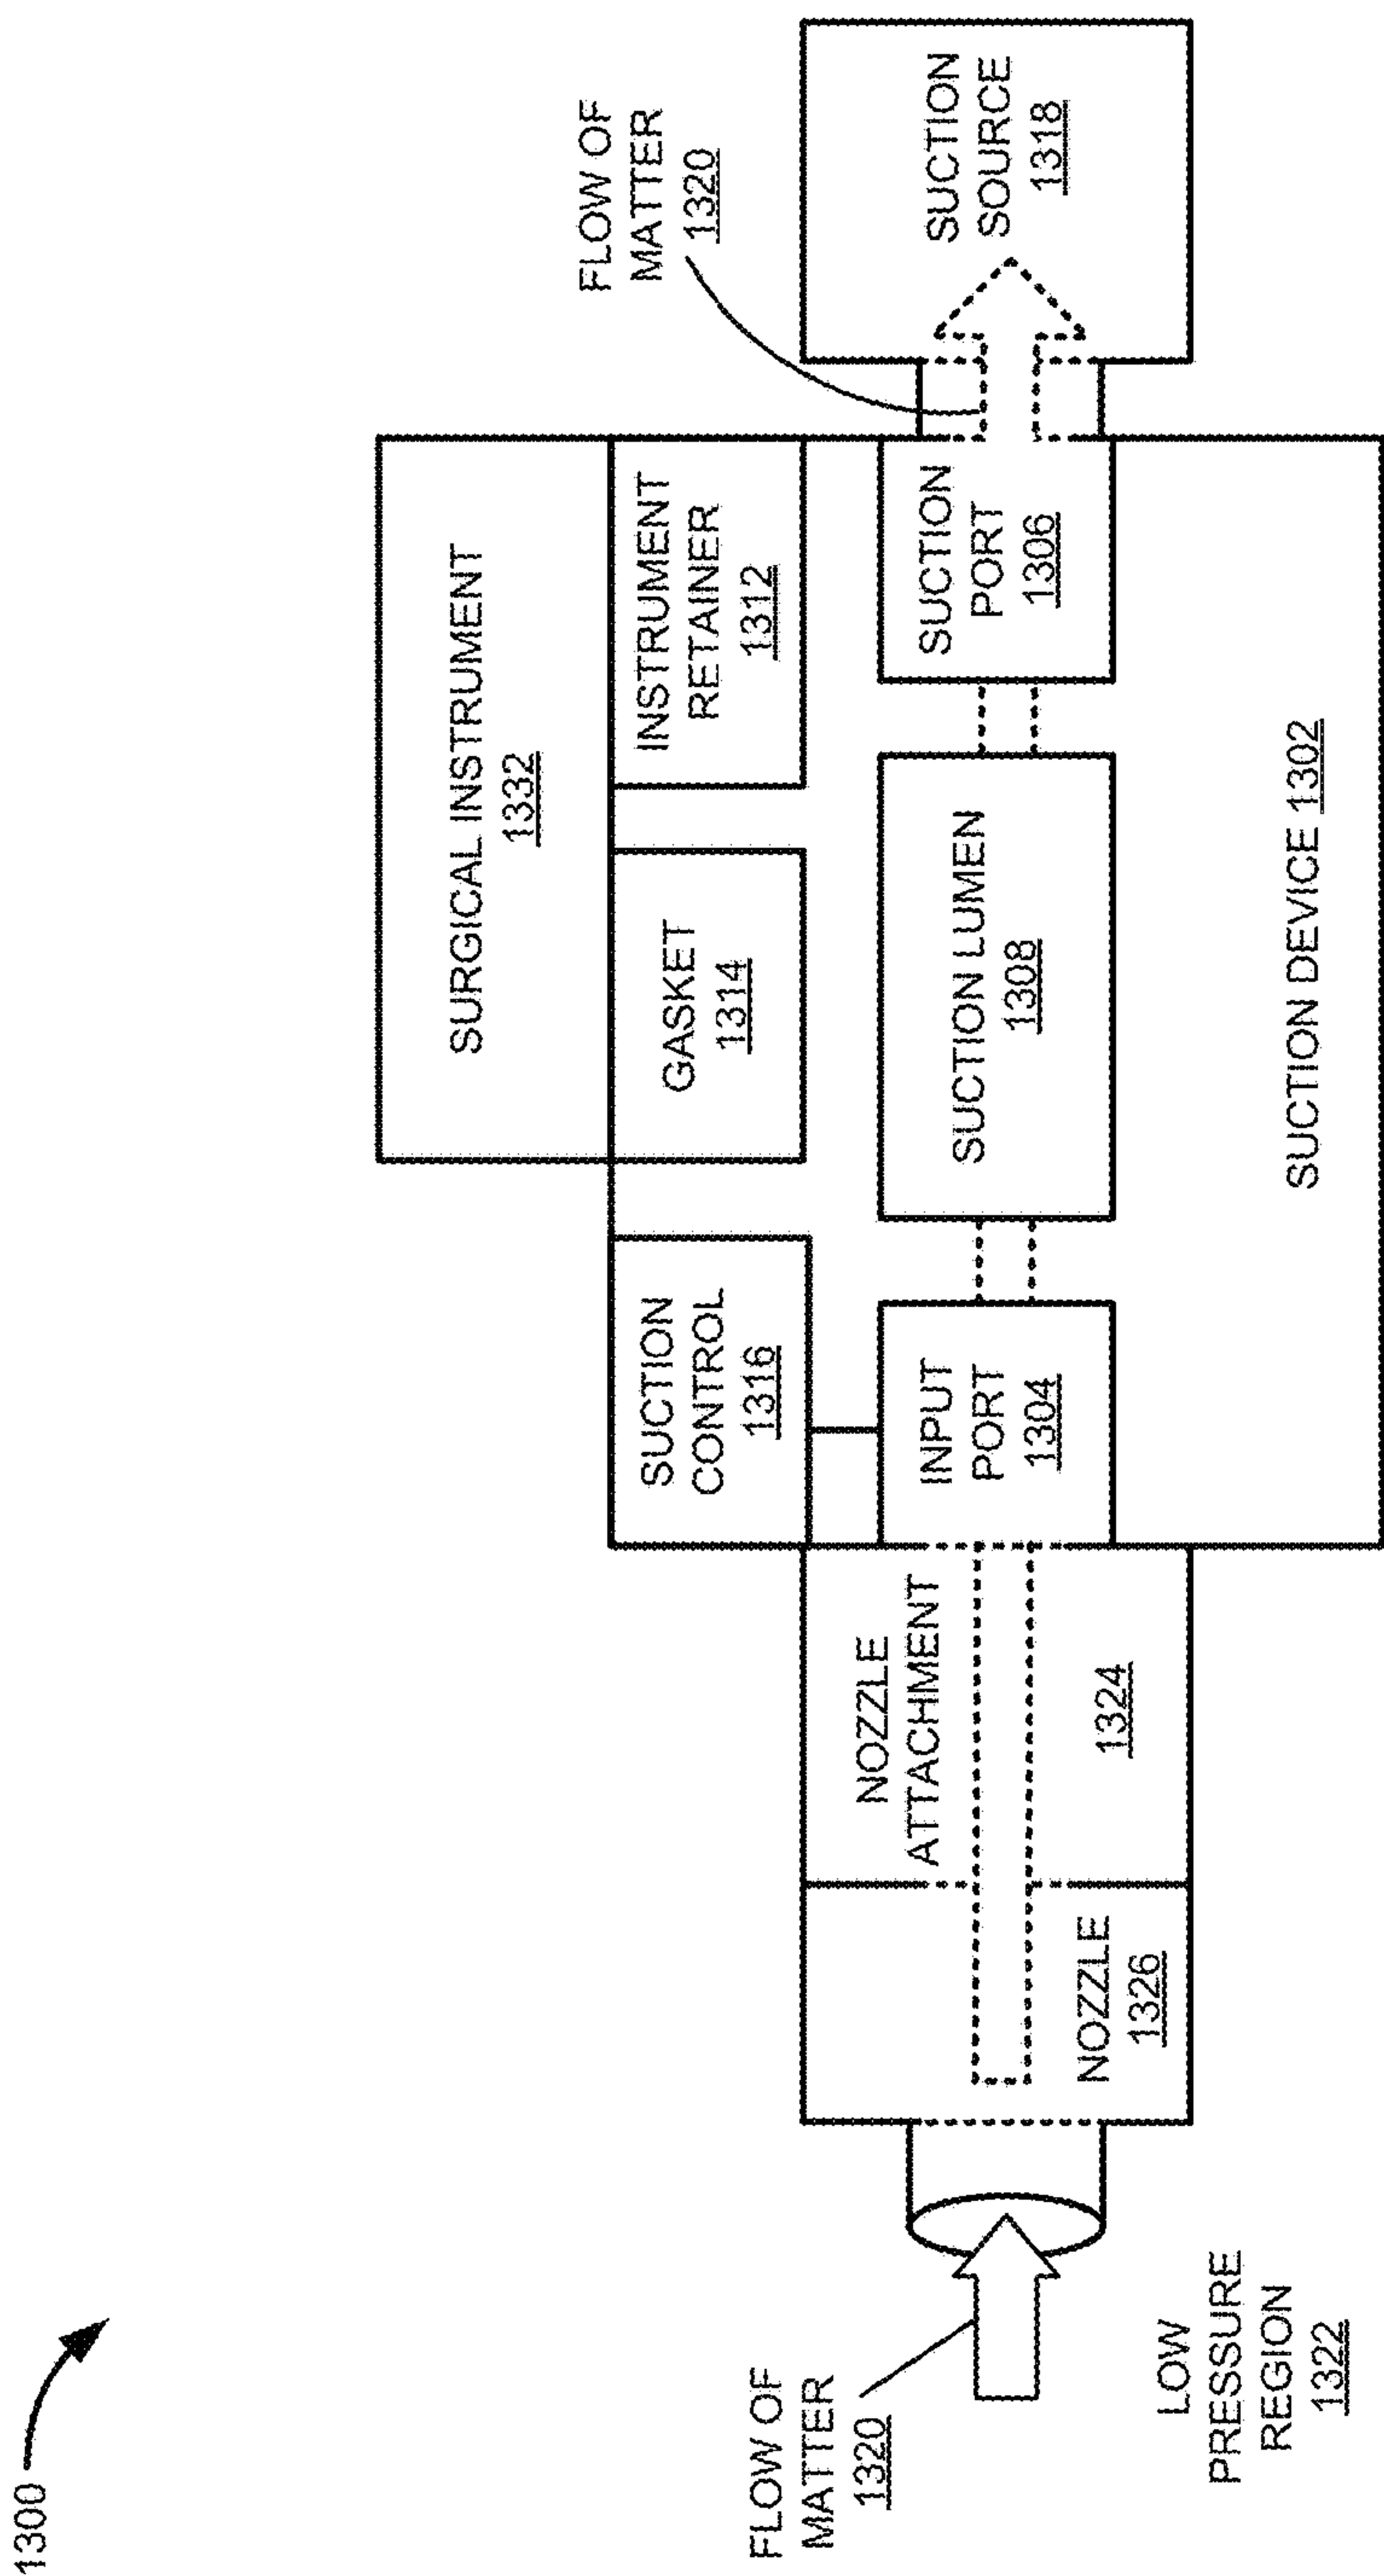 1300
SURGICAL INSTRUMENT
1332
FLOW OF
MATTER
1320
SUCTION
CONTROL
1316
GASKET
1314
INSTRUMENT
RETAINER
1312
FLOW OF
MATTER
1320
NOZZLE
ATTACHMENT
1324
NOZZLE
1326
INPUT
PORT
1304
SUCTION LUMEN
1308
SUCTION
PORT
1306
SUCTION
SOURCE
1318
LOW
PRESSURE
REGION
1322
SUCTION DEVICE 1302